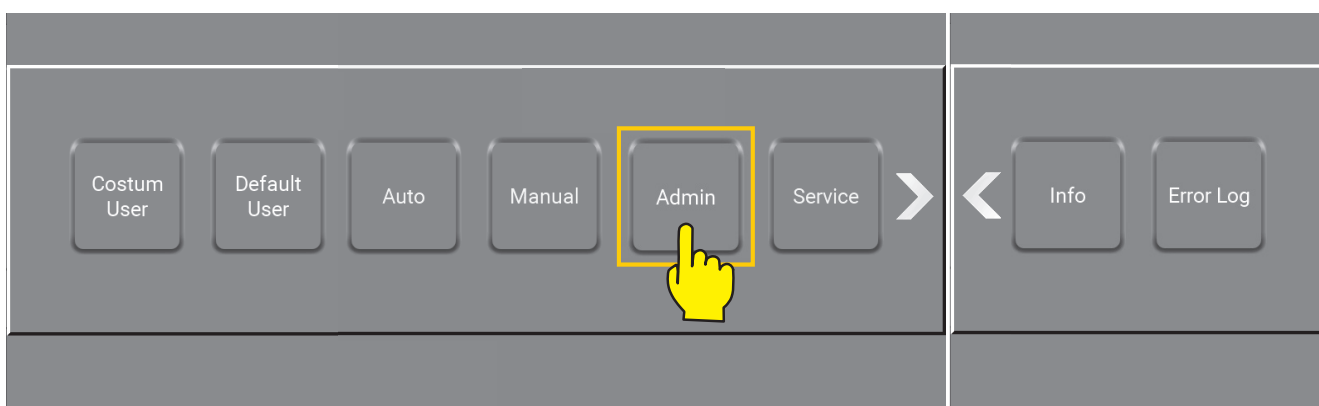 Costum
User
Default
User
Auto
Manual
Admin
Service
Info
Error Log